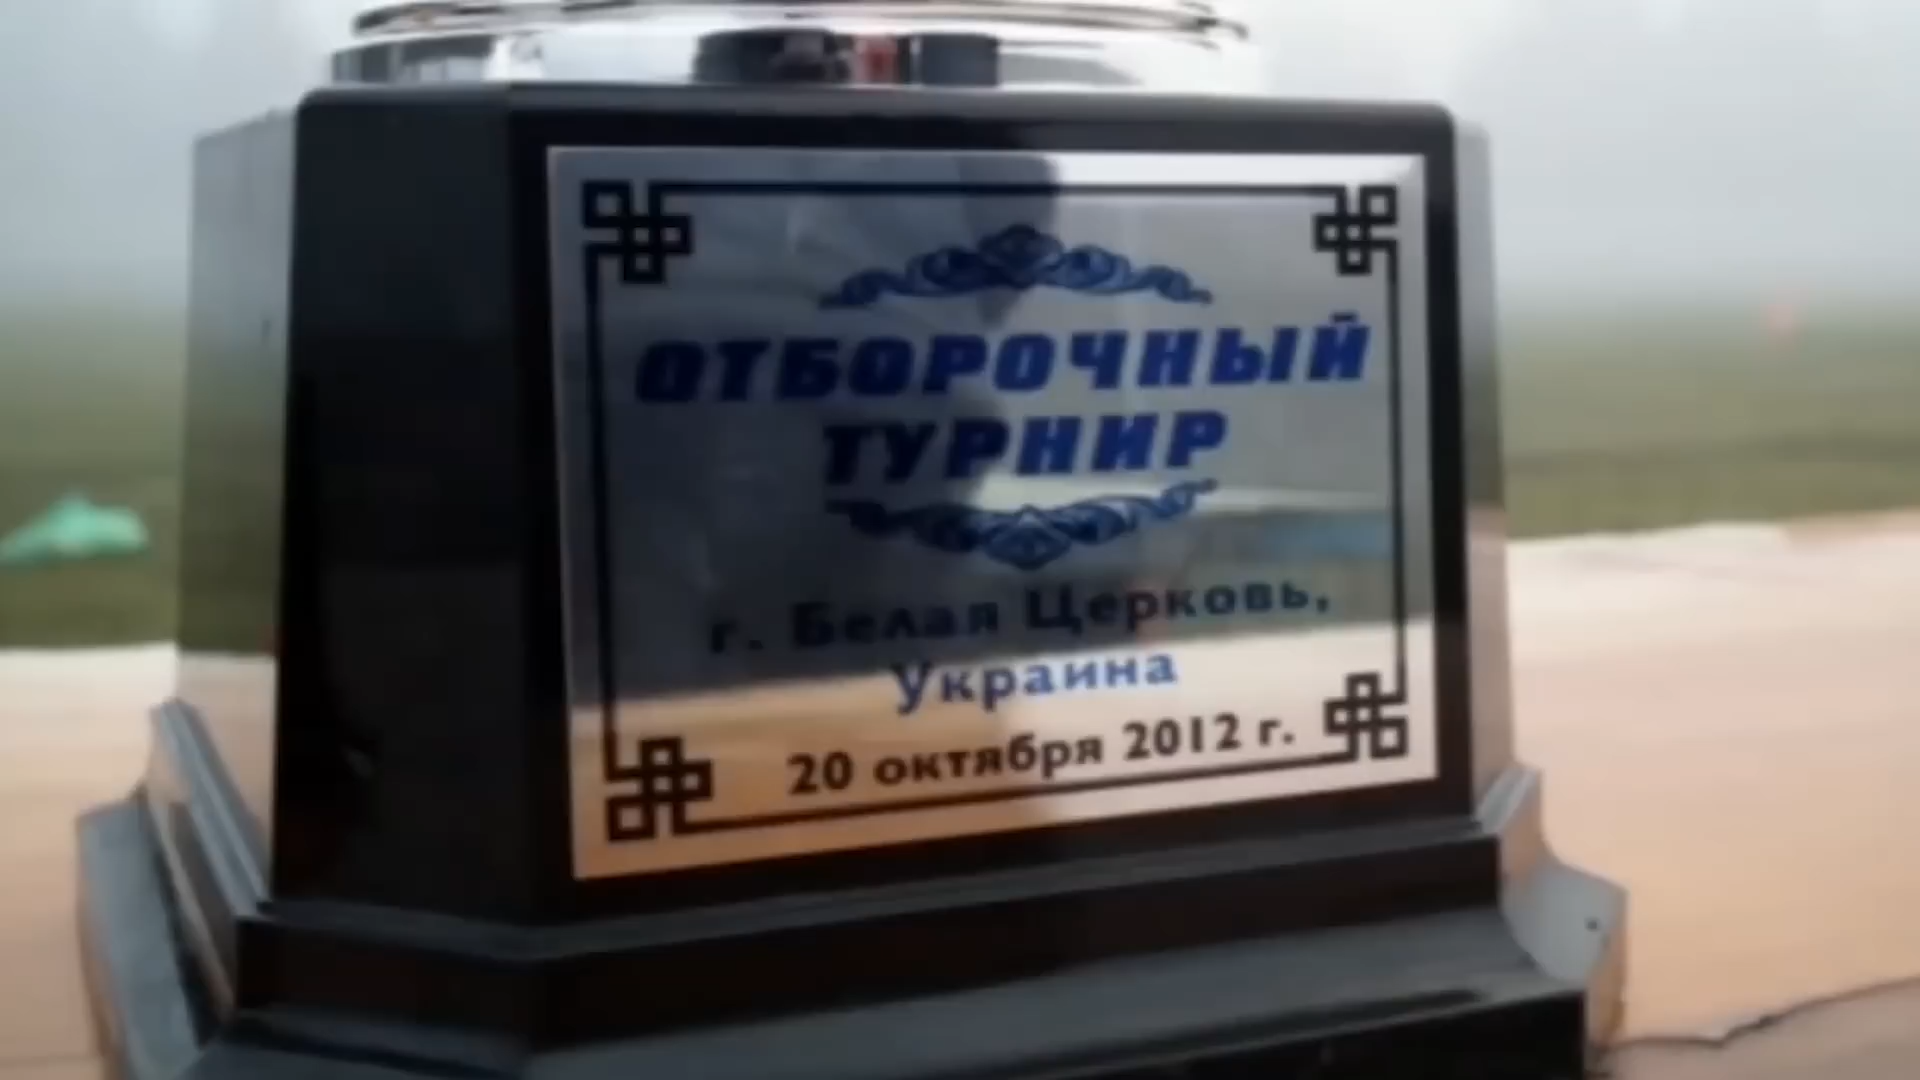 ОТБОРОЧНЫЙ
ТУРНИР
г. Белая Церковь,
Украина
20 октября 2012 г.